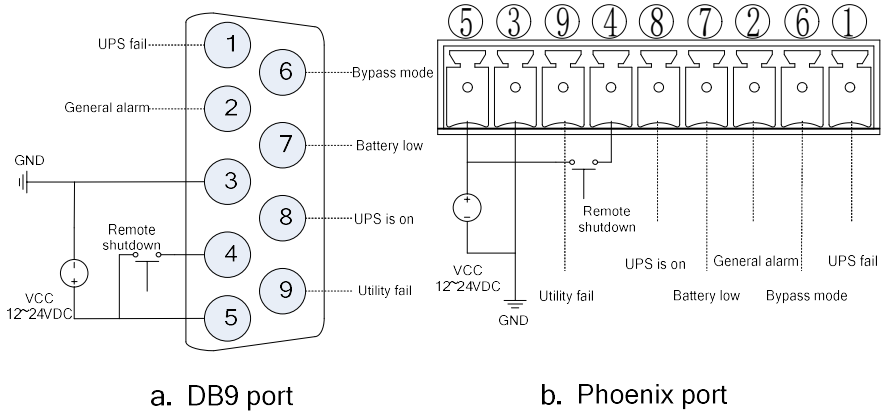 UPS fail
1
6
Bypass mode
General alarm
2
7
Battery low
GND
3
Remote
shutdown
8
UPS is on
4
VCC
12~24VDC
9
Utility fail
5
a. DB9 port
5 3 9 4 8 7 2 6 1
Remote
shutdown
VCC
12~24VDC
UPS is on
General alarm
UPS fail
Utility fail
Battery low
Bypass mode
GND
b. Phoenix port